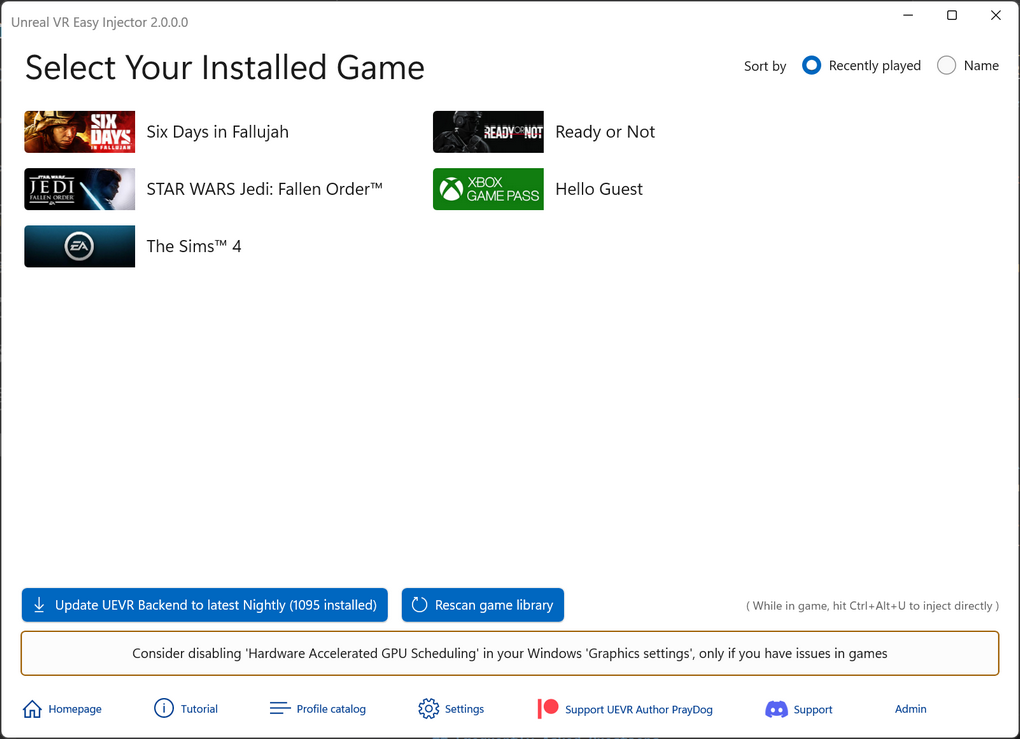 Unreal VR Easy Injector 2.0.0.0
Select Your Installed Game
Sort by Recently played Name
SIX DAYS IN FALLUJAH
Six Days in Fallujah
READY OR NOT
Ready or Not
STAR WARS JEDI FALLEN ORDER
STAR WARS Jedi: Fallen Order™
XBOX GAME PASS
Hello Guest
EA
The Sims™ 4
Update UEVR Backend to latest Nightly (1095 installed)
Rescan game library
( While in game, hit Ctrl+Alt+U to inject directly )
Consider disabling 'Hardware Accelerated GPU Scheduling' in your Windows 'Graphics settings', only if you have issues in games
Homepage Tutorial Profile catalog Settings Support UEVR Author PrayDog Support Admin